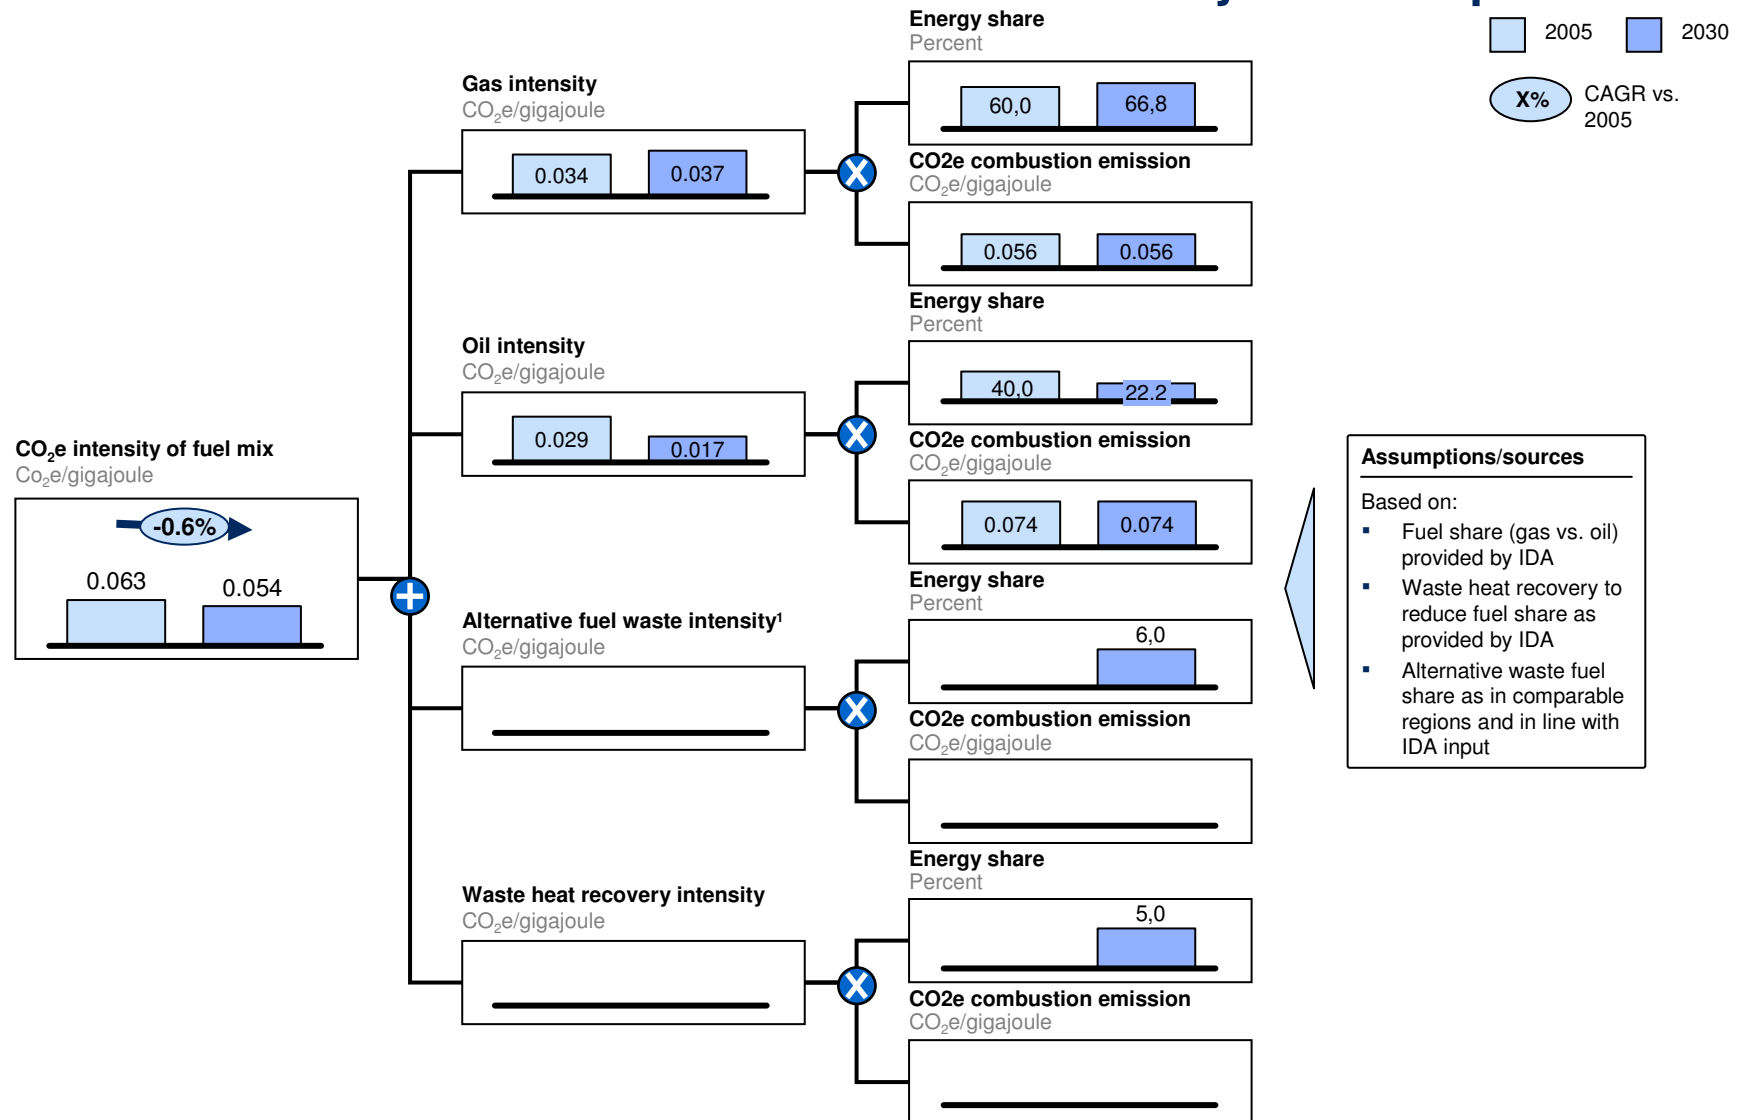 2005
2030
X%
CAGR vs.
2005
Energy share
Percent
60,0
66,8
Gas intensity
CO₂e/gigajoule
0.034
0.037
X
CO2e combustion emission
CO₂e/gigajoule
0.056
0.056
Energy share
Percent
40,0
22.2
Oil intensity
CO₂e/gigajoule
0.029
0.017
X
CO2e combustion emission
CO₂e/gigajoule
0.074
0.074
CO₂e intensity of fuel mix
Co₂e/gigajoule
-0.6%
0.063
0.054
+
Energy share
Percent
6,0
Alternative fuel waste intensity¹
CO₂e/gigajoule
X
CO2e combustion emission
CO₂e/gigajoule
Energy share
Percent
5,0
Waste heat recovery intensity
CO₂e/gigajoule
X
CO2e combustion emission
CO₂e/gigajoule
Assumptions/sources
Based on:
▪ Fuel share (gas vs. oil)
provided by IDA
▪ Waste heat recovery to
reduce fuel share as
provided by IDA
▪ Alternative waste fuel
share as in comparable
regions and in line with
IDA input